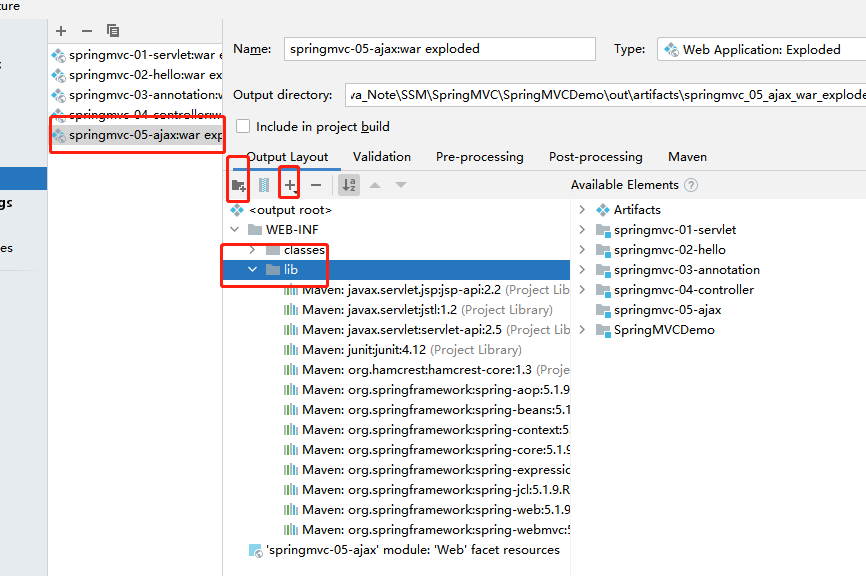 ture
springmvc-01-servlet:war e
springmvc-02-hello:war ex
springmvc-03-annotation:w
springmvc-04-controller:w
springmvc-05-ajax:war exp
gs
es
Name: springmvc-05-ajax:war exploded Type: Web Application: Exploded
Output directory: va_Note\SSM\SpringMVC\SpringMVCDemo\out\artifacts\springmvc_05_ajax_war_explode
Include in project build
Output Layout Validation Pre-processing Post-processing Maven
Available Elements ?
<output root>
WEB-INF
classes
lib
Maven: javax.servlet.jsp:jsp-api:2.2 (Project Lib
Maven: javax.servlet:jstl:1.2 (Project Library)
Maven: javax.servlet:servlet-api:2.5 (Project Lib
Maven: junit:junit:4.12 (Project Library)
Maven: org.hamcrest:hamcrest-core:1.3 (Proje
Maven: org.springframework:spring-aop:5.1.9
Maven: org.springframework:spring-beans:5.1
Maven: org.springframework:spring-context:5.
Maven: org.springframework:spring-core:5.1.9
Maven: org.springframework:spring-expressio
Maven: org.springframework:spring-jcl:5.1.9.R
Maven: org.springframework:spring-web:5.1.9
Maven: org.springframework:spring-webmvc:5
'springmvc-05-ajax' module: 'Web' facet resources
Artifacts
springmvc-01-servlet
springmvc-02-hello
springmvc-03-annotation
springmvc-04-controller
springmvc-05-ajax
SpringMVCDemo